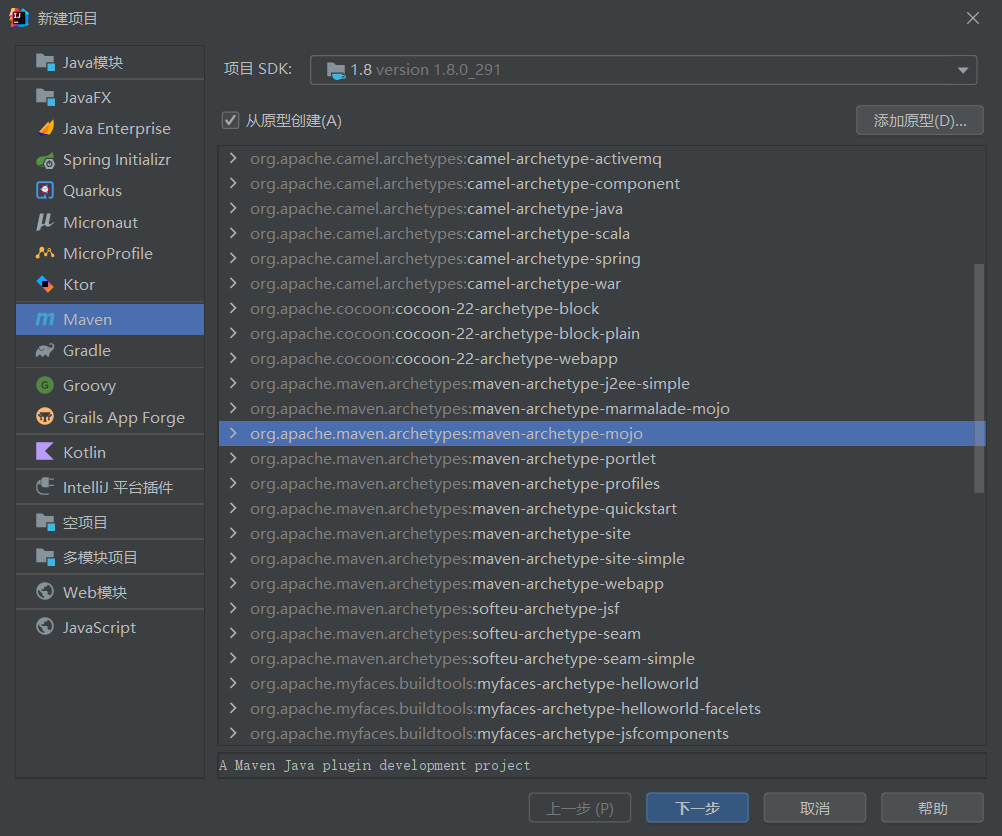 新建项目
Java模块
JavaFX
Java Enterprise
Spring Initializr
Quarkus
Micronaut
MicroProfile
Ktor
Maven
Gradle
Groovy
Grails App Forge
Kotlin
IntelliJ 平台插件
空项目
多模块项目
Web模块
JavaScript
项目 SDK: 1.8 version 1.8.0_291
从原型创建(A) 添加原型(D)...
org.apache.camel.archetypes:camel-archetype-activemq
org.apache.camel.archetypes:camel-archetype-component
org.apache.camel.archetypes:camel-archetype-java
org.apache.camel.archetypes:camel-archetype-scala
org.apache.camel.archetypes:camel-archetype-spring
org.apache.camel.archetypes:camel-archetype-war
org.apache.cocoon:cocoon-22-archetype-block
org.apache.cocoon:cocoon-22-archetype-block-plain
org.apache.cocoon:cocoon-22-archetype-webapp
org.apache.maven.archetypes:maven-archetype-j2ee-simple
org.apache.maven.archetypes:maven-archetype-marmalade-mojo
org.apache.maven.archetypes:maven-archetype-mojo
org.apache.maven.archetypes:maven-archetype-portlet
org.apache.maven.archetypes:maven-archetype-profiles
org.apache.maven.archetypes:maven-archetype-quickstart
org.apache.maven.archetypes:maven-archetype-site
org.apache.maven.archetypes:maven-archetype-site-simple
org.apache.maven.archetypes:maven-archetype-webapp
org.apache.maven.archetypes:softeu-archetype-jsf
org.apache.maven.archetypes:softeu-archetype-seam
org.apache.maven.archetypes:softeu-archetype-seam-simple
org.apache.myfaces.buildtools:myfaces-archetype-helloworld
org.apache.myfaces.buildtools:myfaces-archetype-helloworld-facelets
org.apache.myfaces.buildtools:myfaces-archetype-jsfcomponents
A Maven Java plugin development project
上一步 (P) 下一步 取消 帮助